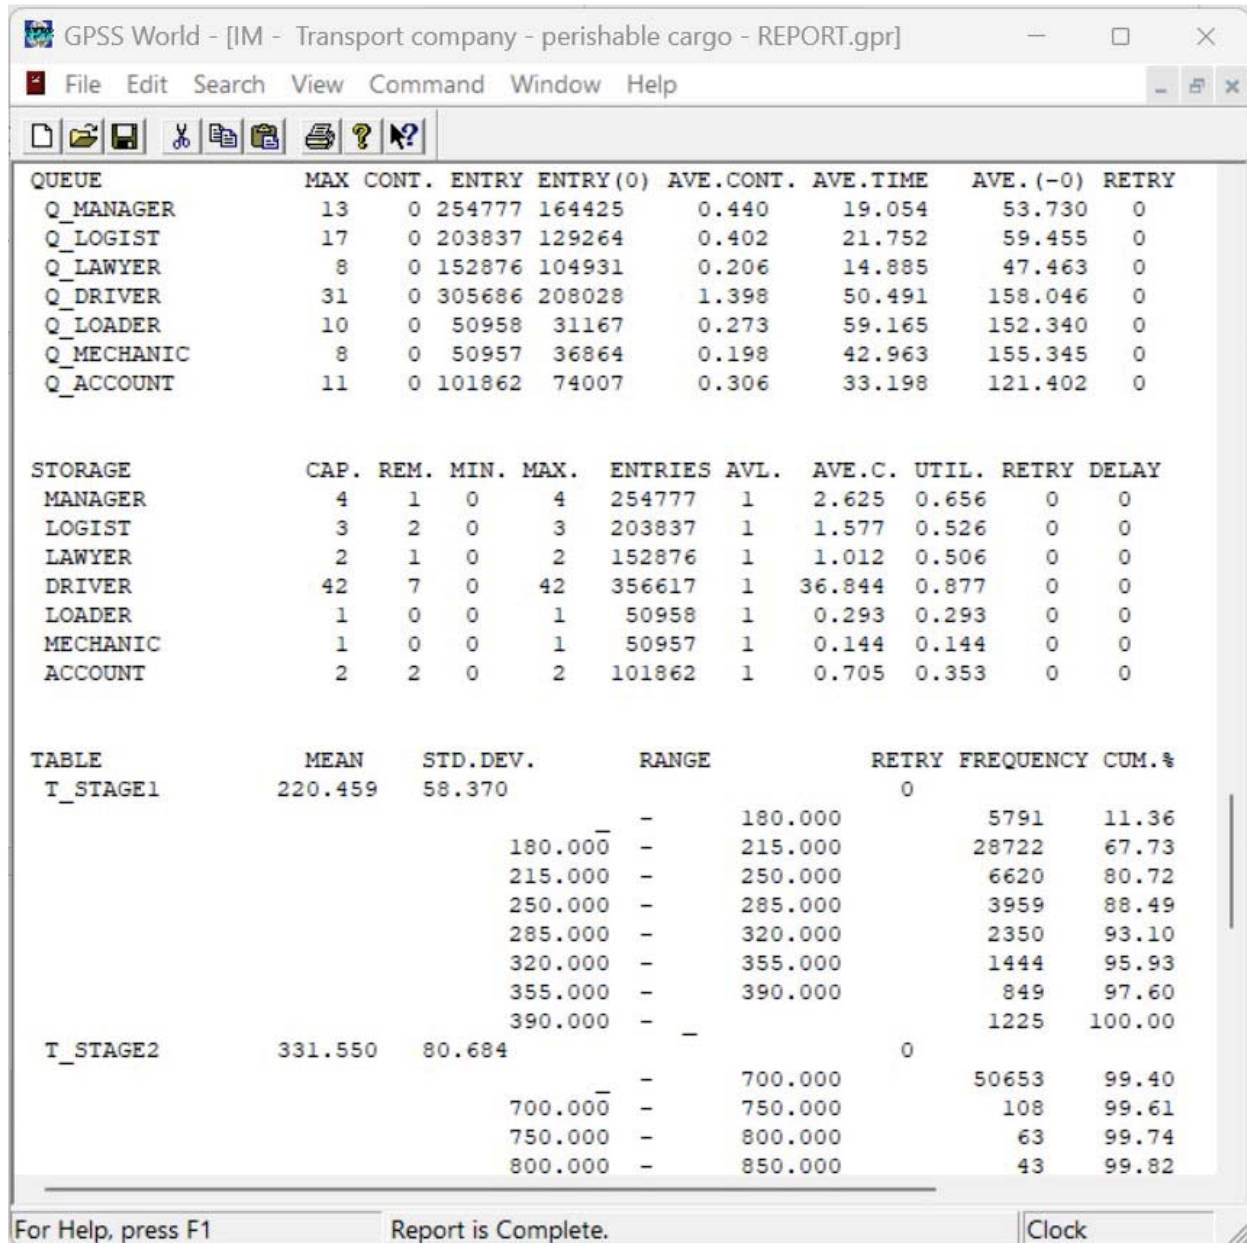 GPSS World - [IM -  Transport company - perishable cargo - REPORT.gpr]
File Edit Search View Command Window Help
QUEUE MAX CONT. ENTRY ENTRY(0) AVE.CONT. AVE.TIME AVE.(-0) RETRY
Q_MANAGER 13 0 254777 164425 0.440 19.054 53.730 0
Q_LOGIST 17 0 203837 129264 0.402 21.752 59.455 0
Q_LAWYER 8 0 152876 104931 0.206 14.885 47.463 0
Q_DRIVER 31 0 305686 208028 1.398 50.491 158.046 0
Q_LOADER 10 0 50958 31167 0.273 59.165 152.340 0
Q_MECHANIC 8 0 50957 36864 0.198 42.963 155.345 0
Q_ACCOUNT 11 0 101862 74007 0.306 33.198 121.402 0
STORAGE CAP. REM. MIN. MAX. ENTRIES AVL. AVE.C. UTIL. RETRY DELAY
MANAGER 4 1 0 4 254777 1 2.625 0.656 0 0
LOGIST 3 2 0 3 203837 1 1.577 0.526 0 0
LAWYER 2 1 0 2 152876 1 1.012 0.506 0 0
DRIVER 42 7 0 42 356617 1 36.844 0.877 0 0
LOADER 1 0 0 1 50958 1 0.293 0.293 0 0
MECHANIC 1 0 0 1 50957 1 0.144 0.144 0 0
ACCOUNT 2 2 0 2 101862 1 0.705 0.353 0 0
TABLE MEAN STD.DEV. RANGE RETRY FREQUENCY CUM.%
T_STAGE1 220.459 58.370 0
_ - 180.000 5791 11.36
180.000 - 215.000 28722 67.73
215.000 - 250.000 6620 80.72
250.000 - 285.000 3959 88.49
285.000 - 320.000 2350 93.10
320.000 - 355.000 1444 95.93
355.000 - 390.000 849 97.60
390.000 - _ 1225 100.00
T_STAGE2 331.550 80.684 0
_ - 700.000 50653 99.40
700.000 - 750.000 108 99.61
750.000 - 800.000 63 99.74
800.000 - 850.000 43 99.82
For Help, press F1 Report is Complete. Clock